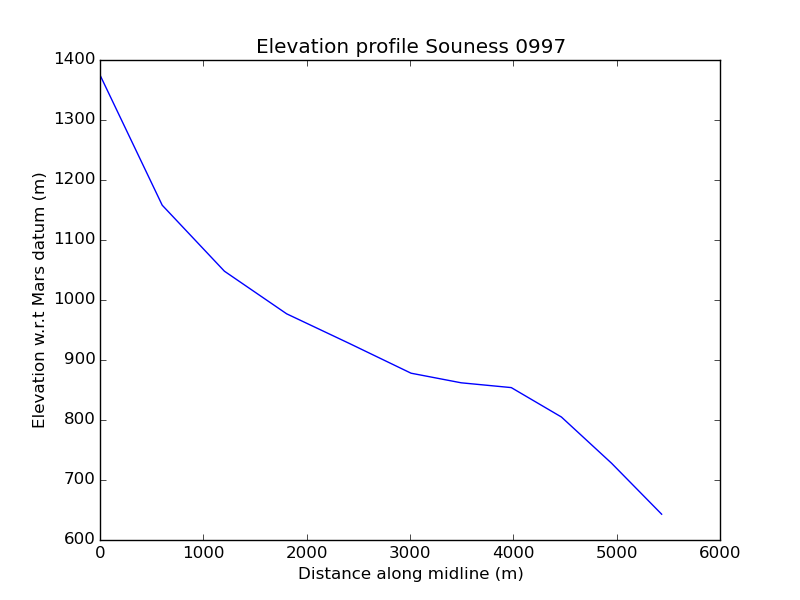 Elevation profile Souness 0997
1400
1300
1200
1100
1000
900
800
700
600
Elevation w.r.t Mars datum (m)
0 1000 2000 3000 4000 5000 6000
Distance along midline (m)